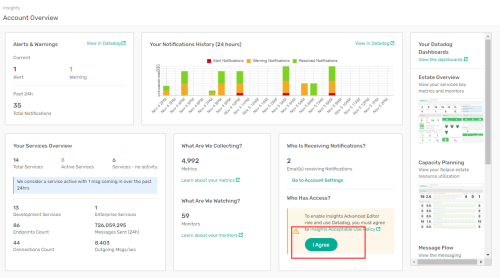 Insights
Account Overview
Alerts & Warnings
View in Datadog
Current
1
1
Alert
Warning
Past 24h
35
Total Notifications
Your Notifications History (24 hours)
View in Datadog
Alert Notifications
Warning Notifications
Resolved Notifications
Your Datadog Dashboards
View the dashboards
Estate Overview
View your services key
metrics and monitors
Capacity Planning
View your Solace estate
resource utilization
Message Flow
View the messaging
Your Services Overview
14
8
6
Total Services
Active Services
Services - no activity
We consider a service active with 1 msg coming in over the past
24hrs
13
1
Development Services
Enterprise Services
86
726,059,295
Endpoints Count
Messages Sent (24h)
44
8,403
Connections Count
Outgoing Msgs/sec
What Are We Collecting?
4,992
Metrics
Learn about your metrics
What Are We Watching?
59
Monitors
Learn about your monitors
Who Is Receiving Notifications?
2
Email(s) receiving Notifications
Go to Account Settings
Who Has Access?
To enable Insights Advanced Editor
role and use Datadog, you must agree
to Insights Acceptable Use Policy
I Agree